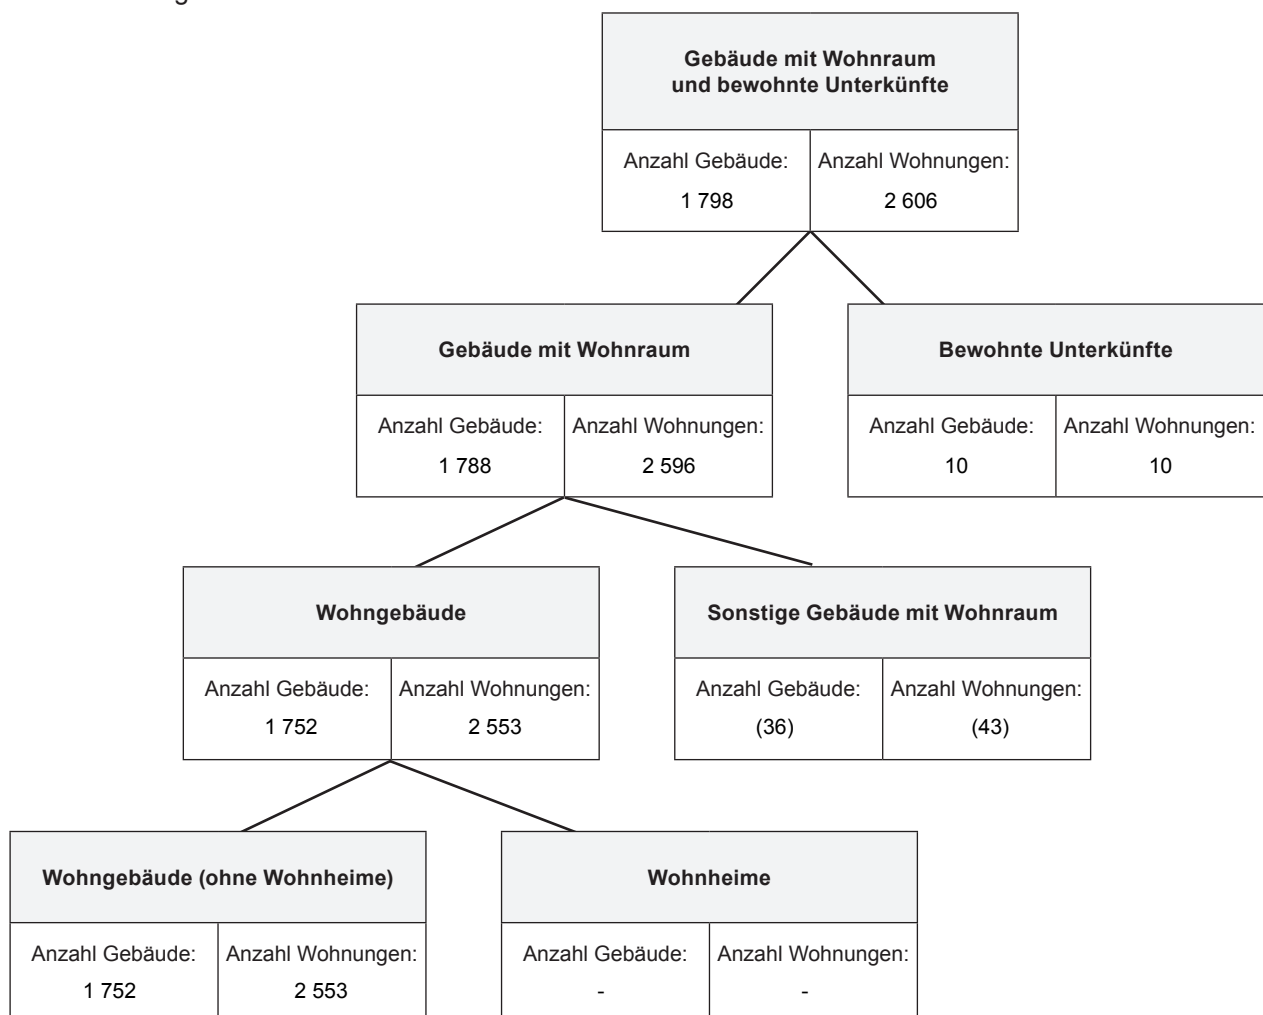 Gebäude mit Wohnraum
und bewohnte Unterkünfte
Anzahl Gebäude: Anzahl Wohnungen:
1 798 2 606
Gebäude mit Wohnraum
Anzahl Gebäude: Anzahl Wohnungen:
1 788 2 596
Bewohnte Unterkünfte
Anzahl Gebäude: Anzahl Wohnungen:
10 10
Wohngebäude
Anzahl Gebäude: Anzahl Wohnungen:
1 752 2 553
Sonstige Gebäude mit Wohnraum
Anzahl Gebäude: Anzahl Wohnungen:
(36) (43)
Wohngebäude (ohne Wohnheime)
Anzahl Gebäude: Anzahl Wohnungen:
1 752 2 553
Wohnheime
Anzahl Gebäude: Anzahl Wohnungen:
- -